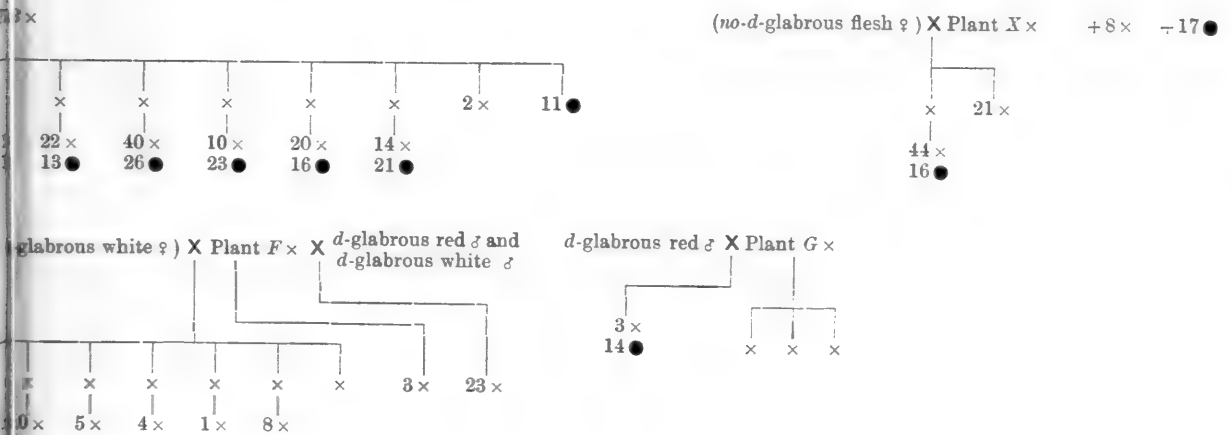 3 ×
(no-d-glabrous flesh ♀) X Plant X × +8 × ÷17 ●
× × × × × 2 × 11 ●
× 21 ×
22 × 40 × 10 × 20 × 14 ×
13 ● 26 ● 23 ● 16 ● 21 ●
44 ×
16 ●
glabrous white ♀) X Plant F × X d-glabrous red ♂ and
d-glabrous white ♂
d-glabrous red ♂ X Plant G ×
3 ×
14 ●
× × ×
× × × × × × 3 × 23 ×
0 × 5 × 4 × 1 × 8 ×